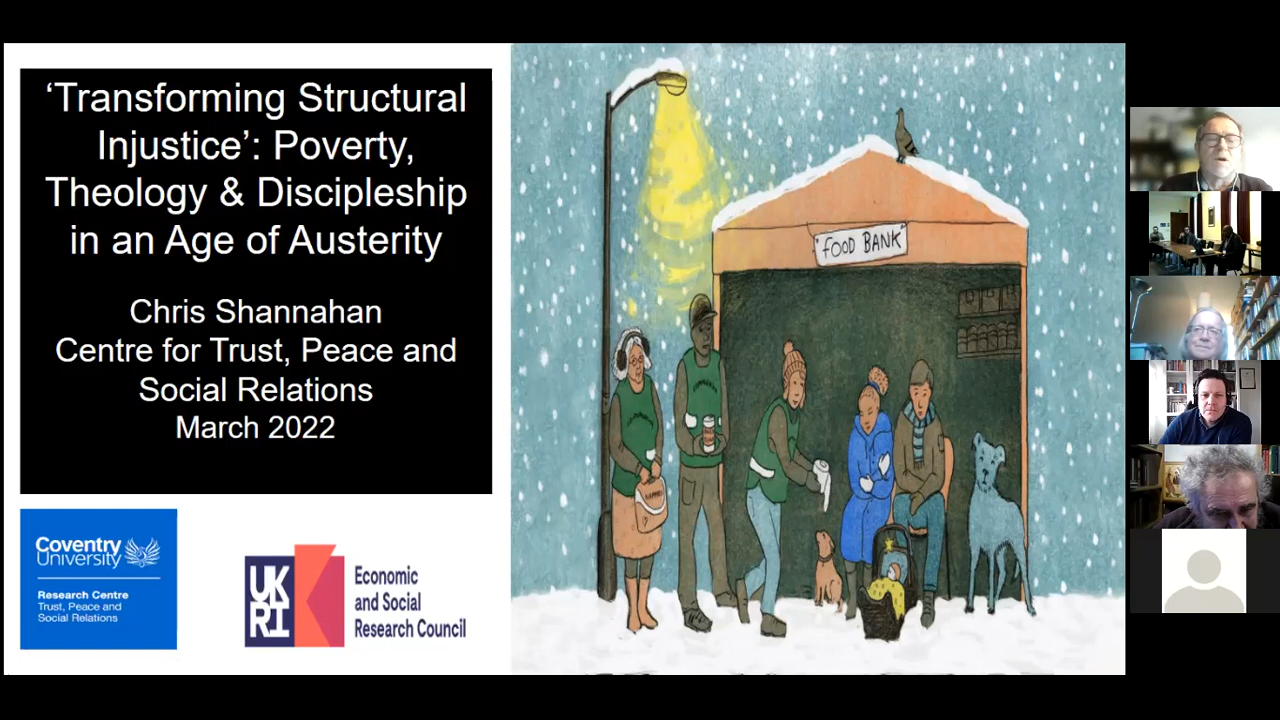 ‘Transforming Structural
Injustice’: Poverty,
Theology & Discipleship
in an Age of Austerity
Chris Shannahan
Centre for Trust, Peace and
Social Relations
March 2022
Coventry
University
Research Centre
Trust, Peace and
Social Relations
UK
RI
Economic
and Social
Research Council
FOOD BANK